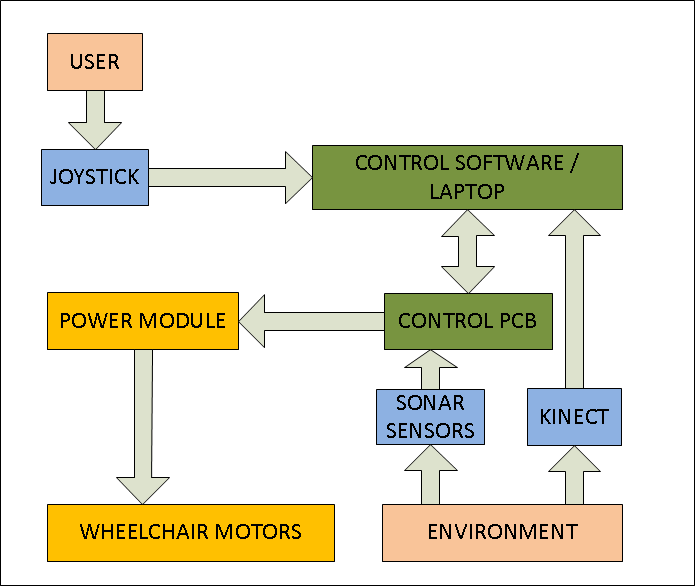 USER
JOYSTICK
CONTROL SOFTWARE /
LAPTOP
POWER MODULE
CONTROL PCB
SONAR
SENSORS
KINECT
WHEELCHAIR MOTORS
ENVIRONMENT